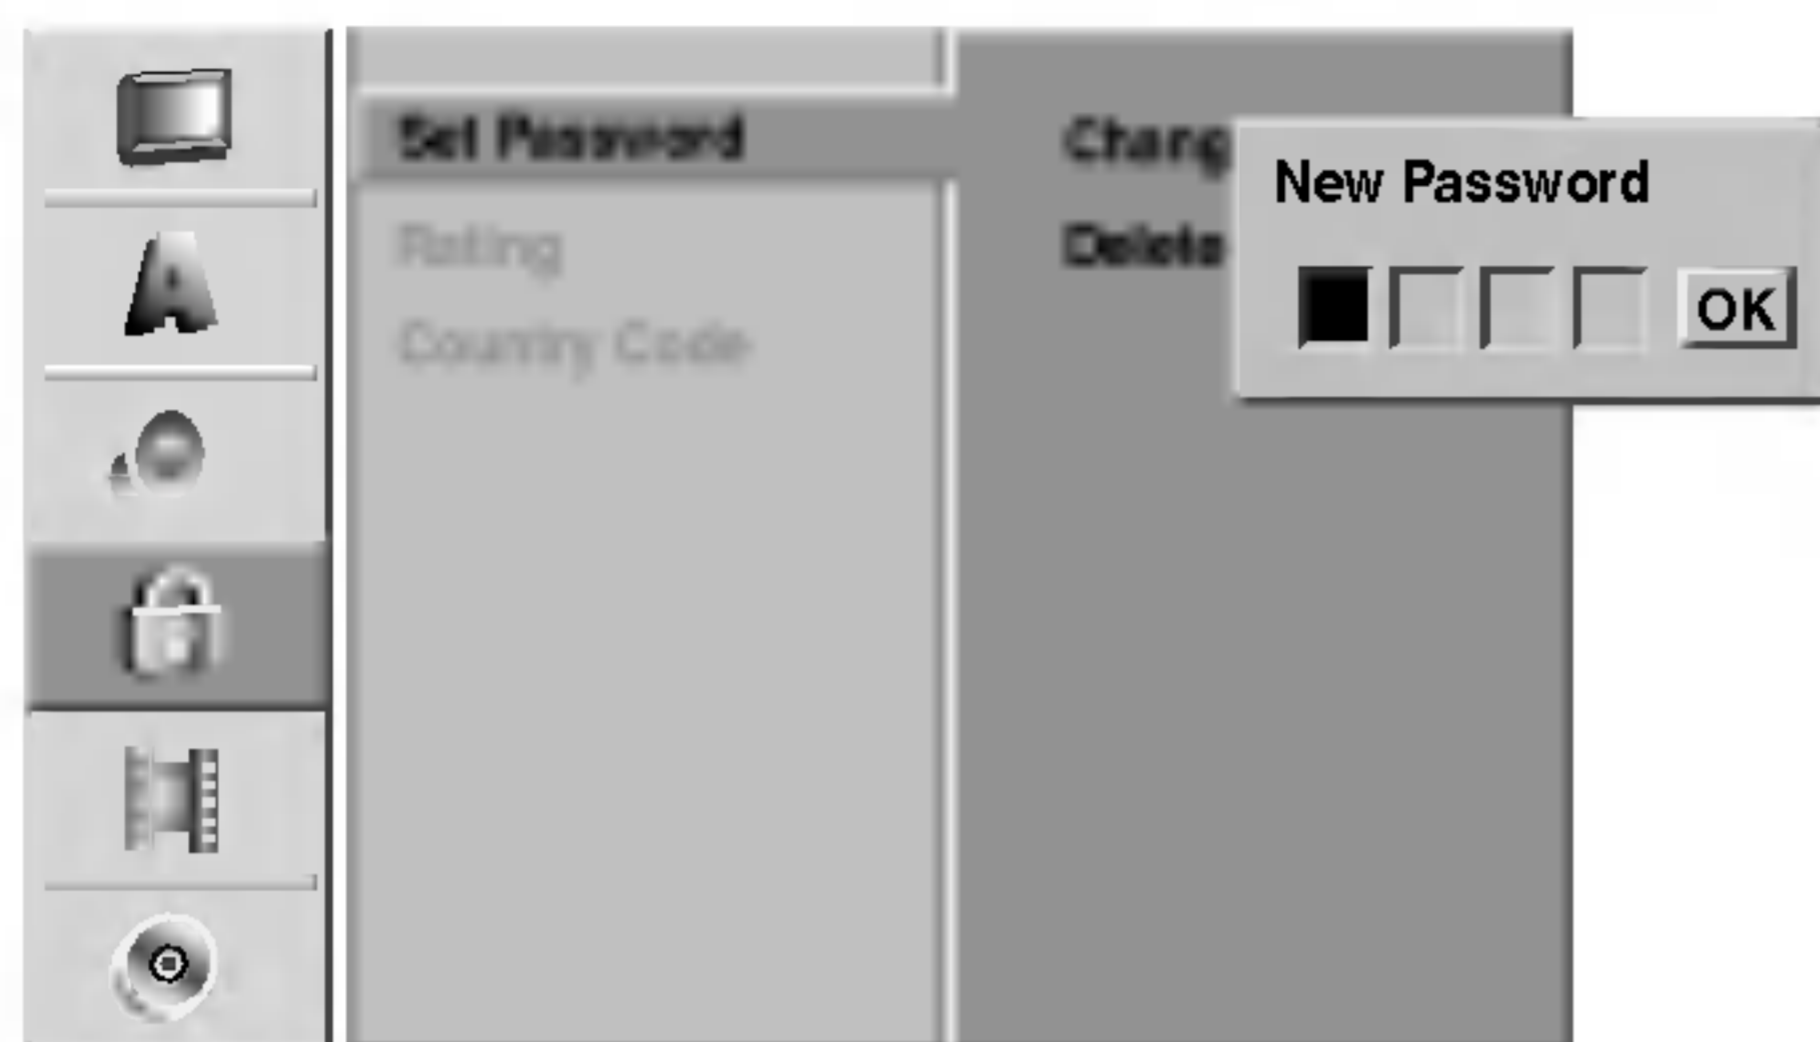 Set Password
Rating
Country Code
Chang
Delete
New Password
OK